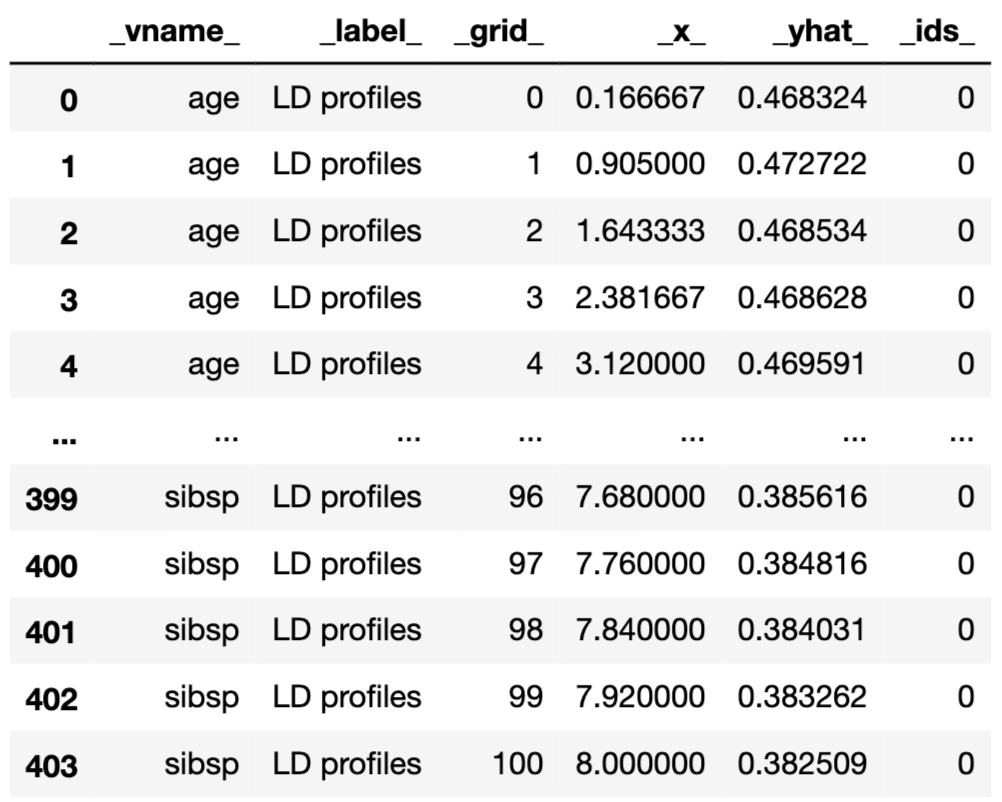 _vname_ _label_ _grid_ _x_ _yhat_ _ids_
0 age LD profiles 0 0.166667 0.468324 0
1 age LD profiles 1 0.905000 0.472722 0
2 age LD profiles 2 1.643333 0.468534 0
3 age LD profiles 3 2.381667 0.468628 0
4 age LD profiles 4 3.120000 0.469591 0
... ... ... ... ... ... ...
399 sibsp LD profiles 96 7.680000 0.385616 0
400 sibsp LD profiles 97 7.760000 0.384816 0
401 sibsp LD profiles 98 7.840000 0.384031 0
402 sibsp LD profiles 99 7.920000 0.383262 0
403 sibsp LD profiles 100 8.000000 0.382509 0